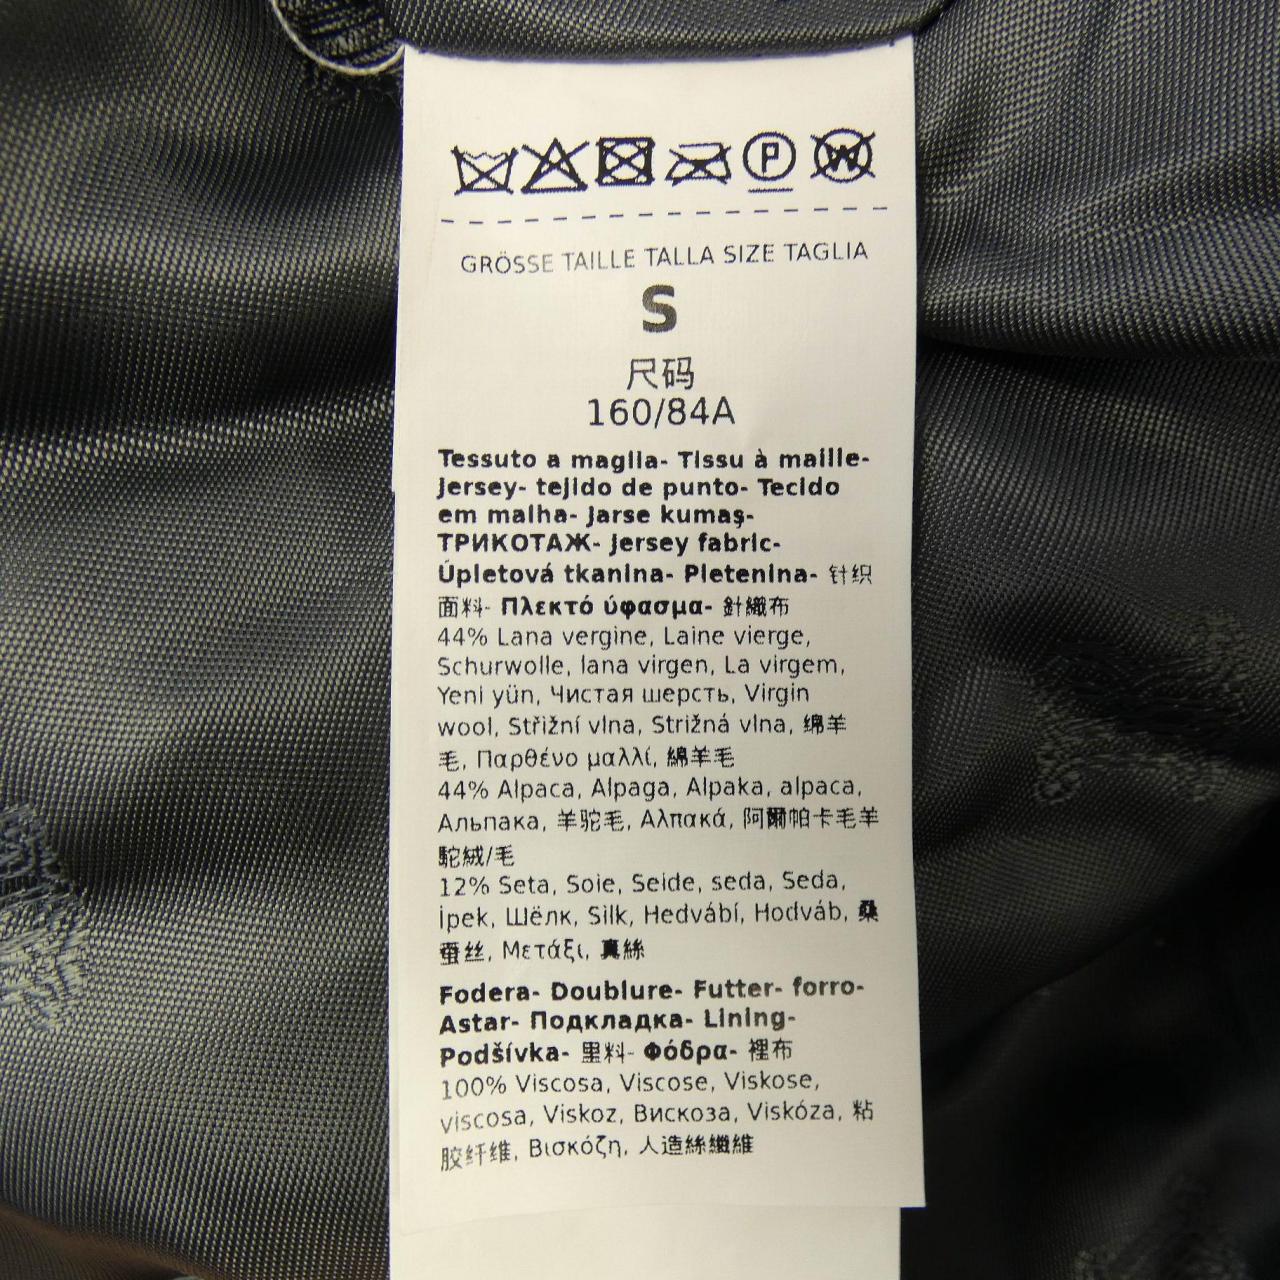 GRÖSSE TAILLE TALLA SIZE TAGLIA
S
尺码
160/84A
Tessuto a maglia- Tissu à maille-
Jersey- tejido de punto- Tecido
em malha- Jarse kumaş-
ТРИКОТАЖ- Jersey fabric-
Úpletová tkanina- Pletenina- 针织
面料- Πλεκτό ύφασμα- 針織布
44% Lana vergine, Laine vierge,
Schurwolle, lana virgen, La virgem,
Yeni yün, Чистая шерсть, Virgin
wool, Střižní vlna, Strižná vlna, 绵羊
毛, Παρθένο μαλλί, 綿羊毛
44% Alpaca, Alpaga, Alpaka, alpaca,
Альпака, 羊驼毛, Αλπακά, 阿爾帕卡毛羊
駝絨/毛
12% Seta, Soie, Seide, seda, Seda,
İpek, Шёлк, Silk, Hedvábí, Hodváb, 桑
蚕丝, Μετάξι, 真絲
Fodera- Doublure- Futter- forro-
Astar- Подкладка- Lining-
Podšívka- 里料- Φόδρα- 裡布
100% Viscosa, Viscose, Viskose,
viscosa, Viskoz, Вискоза, Viskóza, 粘
胶纤维, Βισκόζη, 人造絲纖維